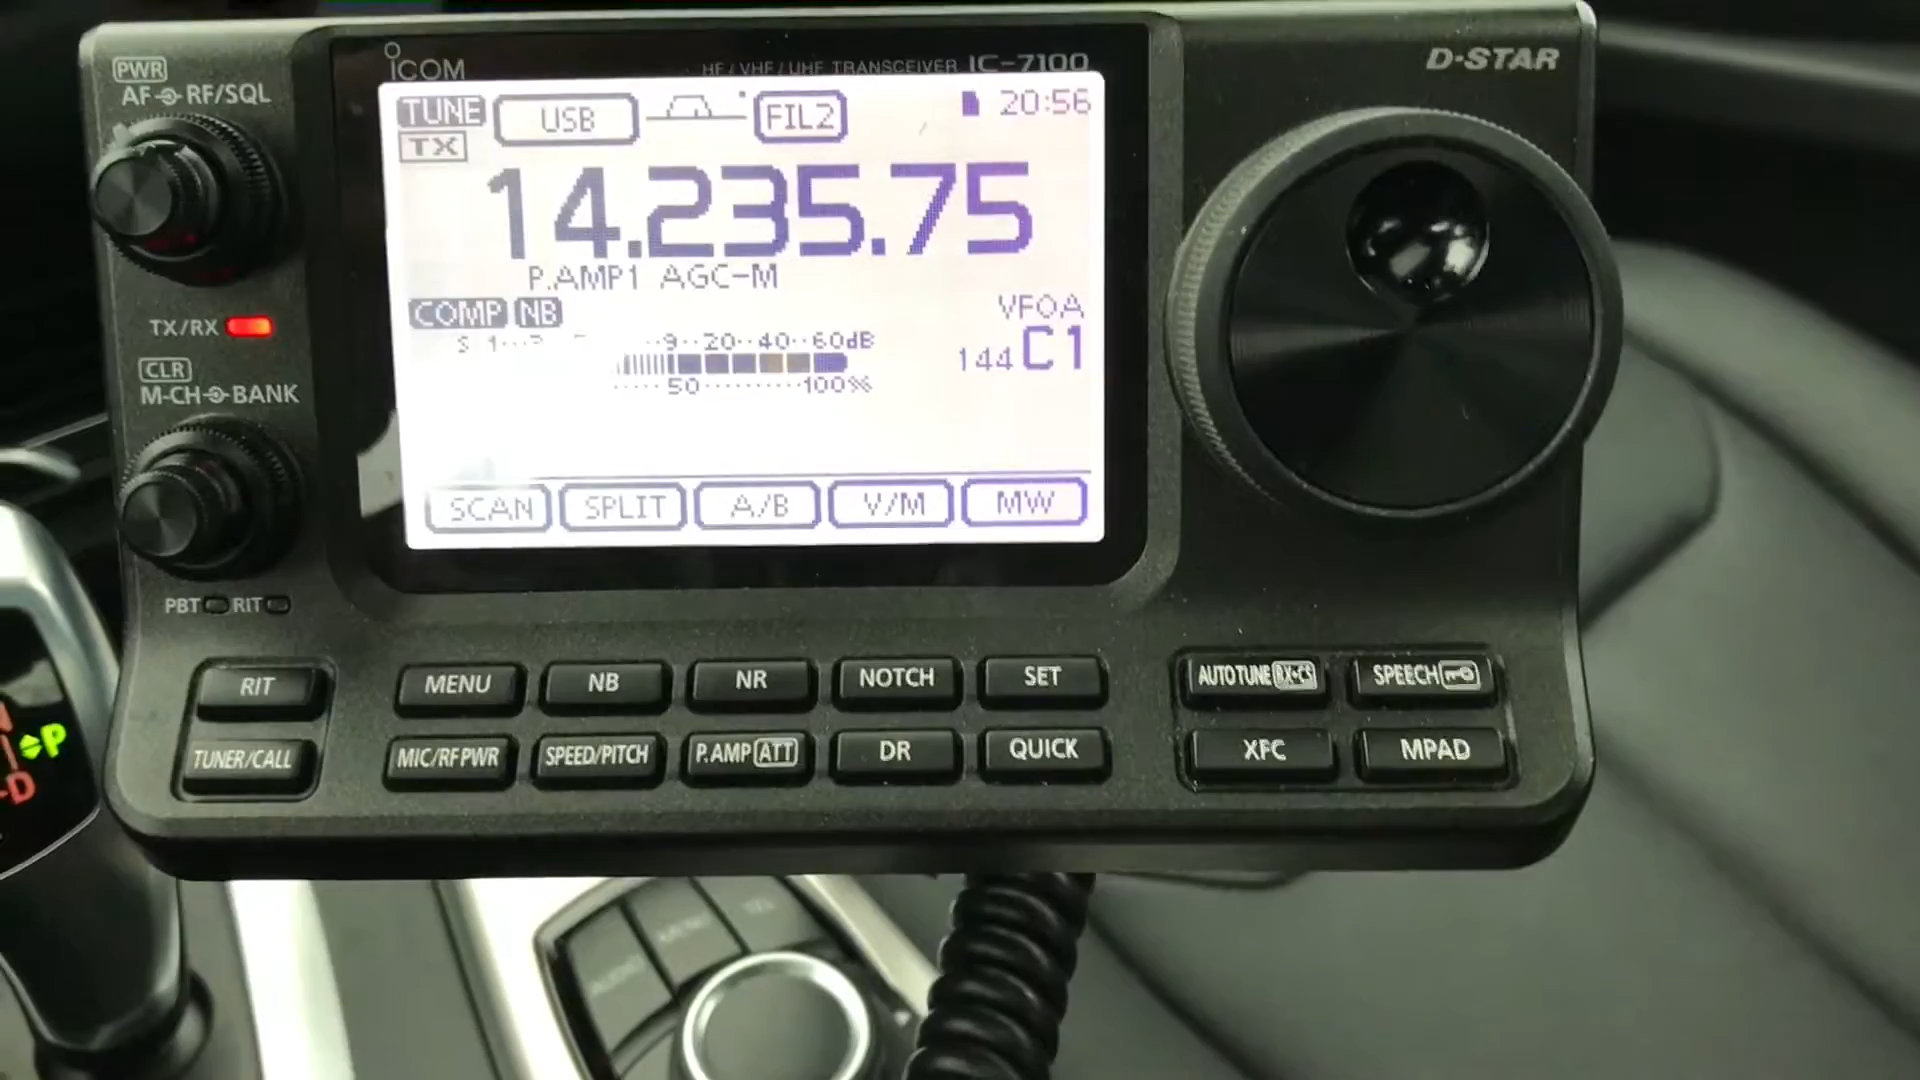 ICOM
HF/VHF/UHF TRANSCEIVER IC-7100
D-STAR
PWR
AF RF/SQL
TUNE USB FIL2 20:56
TX
14.235.75
P.AMP1 AGC-M
COMP NB
VFOA
S 1 9 20 40 60dB
144 C1
50 100%
TX/RX
CLR
M-CH BANK
SCAN SPLIT A/B V/M MW
PBT RIT
RIT MENU NB NR NOTCH SET AUTOTUNE RX→CS SPEECH
TUNER/CALL MIC/RF PWR SPEED/PITCH P.AMP ATT DR QUICK XFC MPAD
P
D